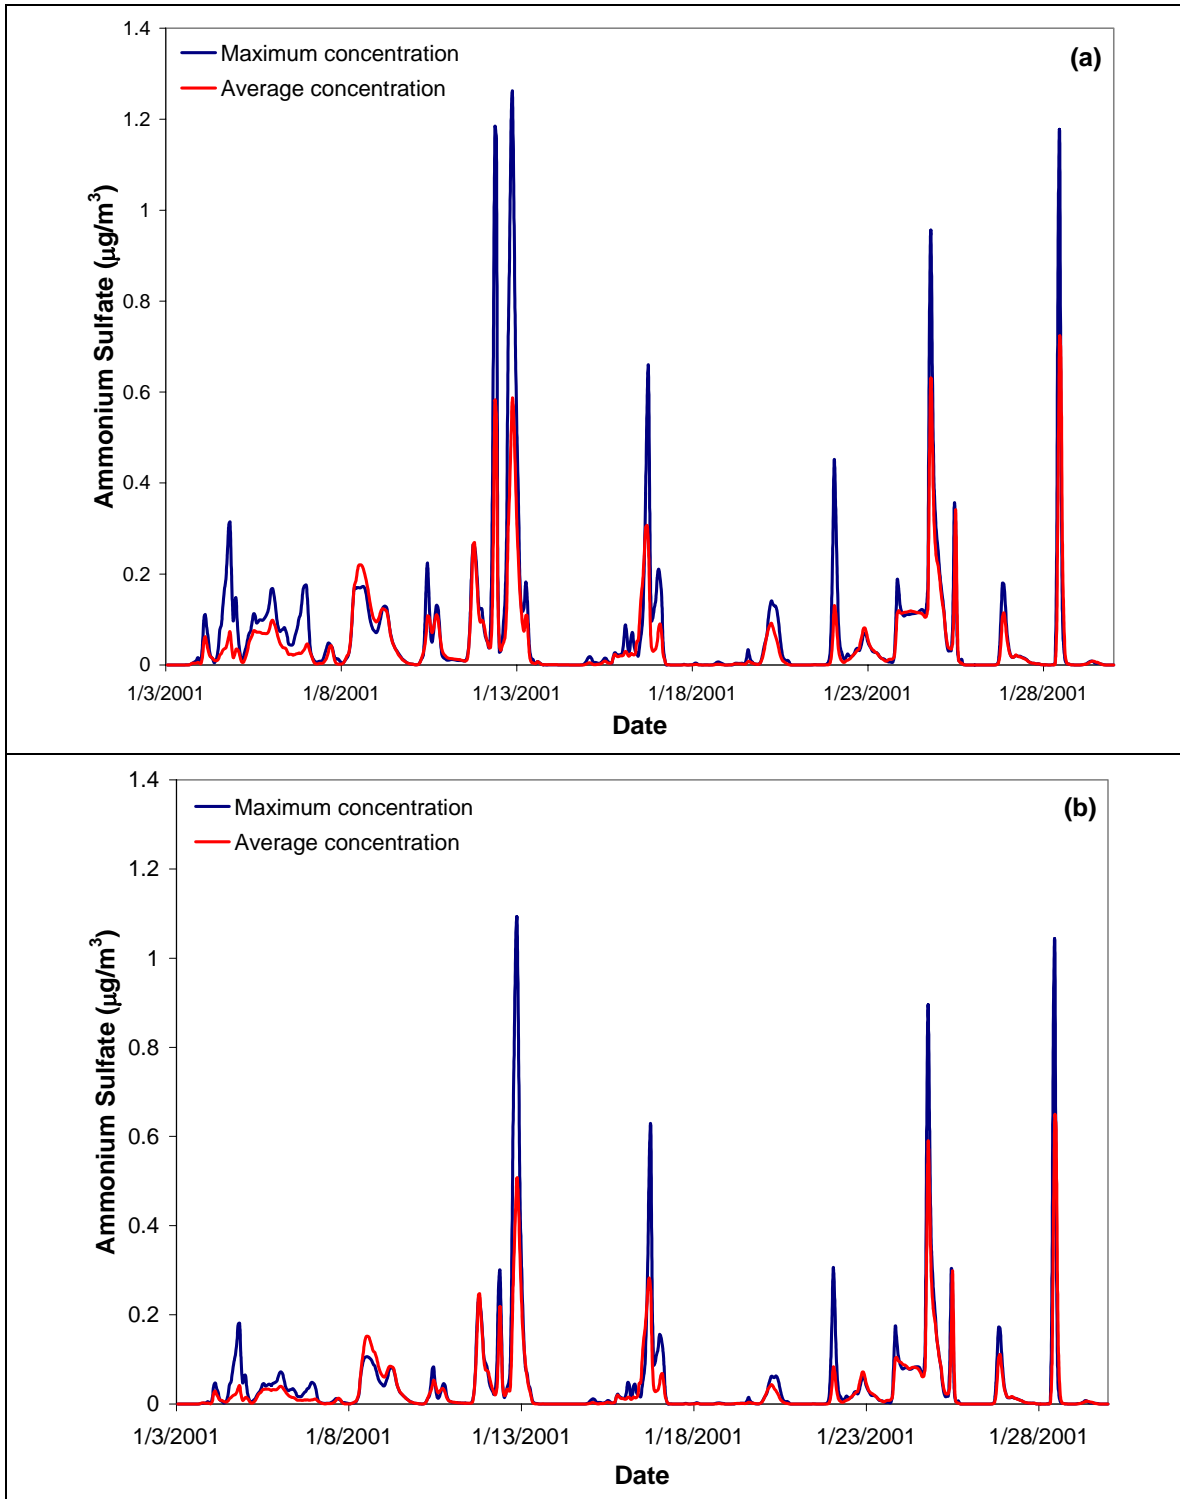 1.4
Maximum concentration
(a)
Average concentration
1.2
1
0.8
0.6
0.4
0.2
0
Ammonium Sulfate (μg/m³)
1/3/2001 1/8/2001 1/13/2001 1/18/2001 1/23/2001 1/28/2001
Date
1.4
Maximum concentration
(b)
Average concentration
1.2
1
0.8
0.6
0.4
0.2
0
Ammonium Sulfate (μg/m³)
1/3/2001 1/8/2001 1/13/2001 1/18/2001 1/23/2001 1/28/2001
Date